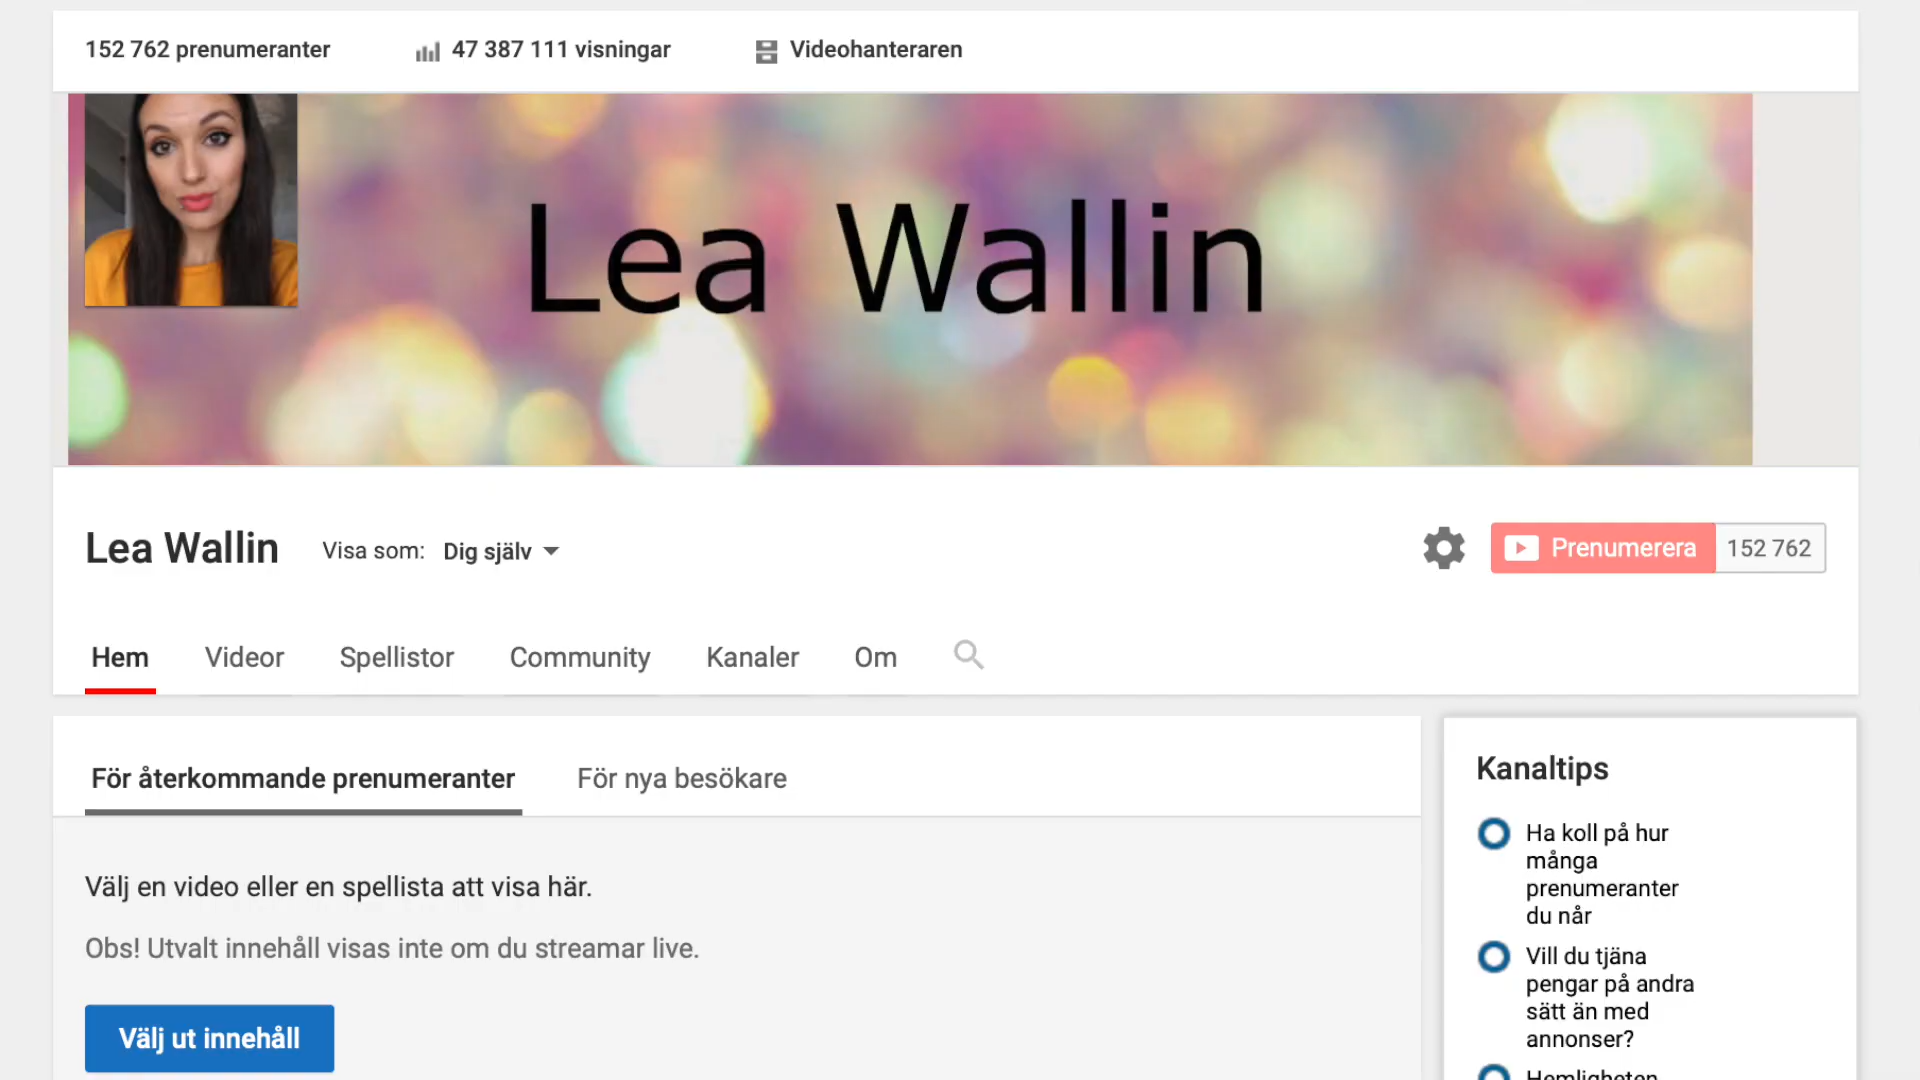 152 762 prenumeranter
47 387 111 visningar
Videohanteraren
Lea Wallin
Lea Wallin
Visa som: Dig själv
Prenumerera 152 762
Hem
Videor
Spellistor
Community
Kanaler
Om
För återkommande prenumeranter
För nya besökare
Välj en video eller en spellista att visa här.
Obs! Utvalt innehåll visas inte om du streamar live.
Välj ut innehåll
Kanaltips
Ha koll på hur
många
prenumeranter
du når
Vill du tjäna
pengar på andra
sätt än med
annonser?
Hemligheten